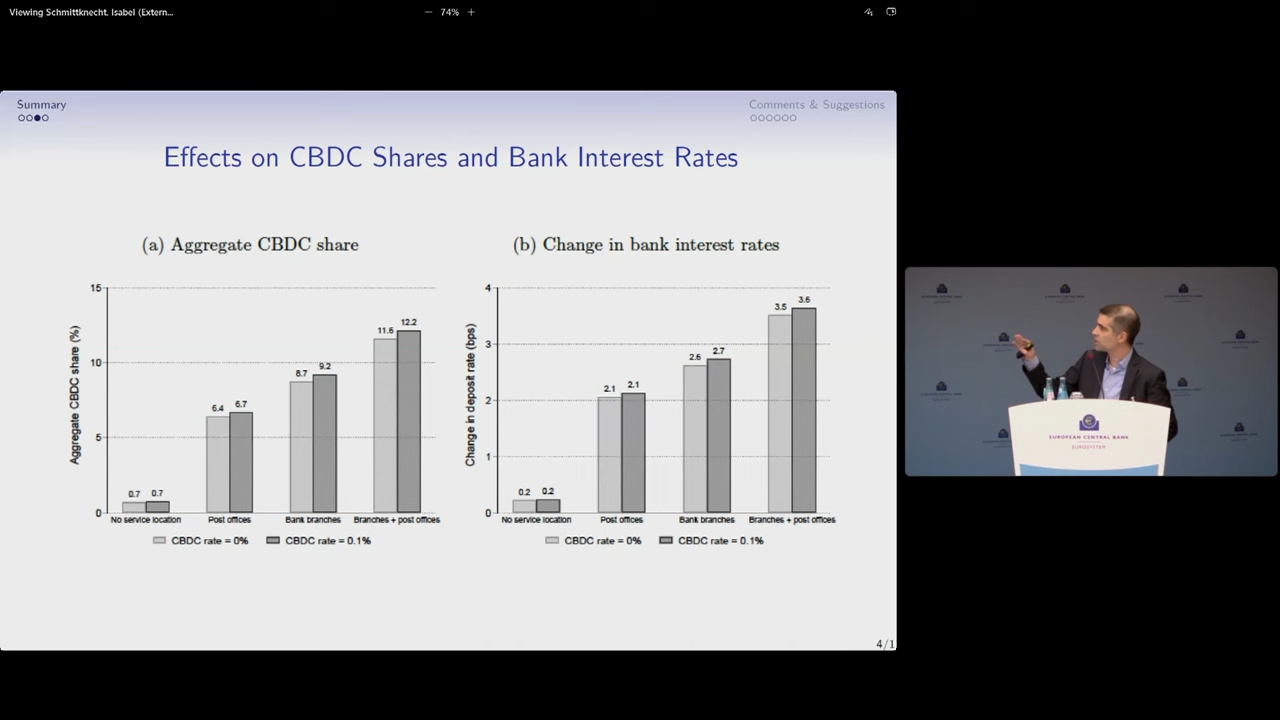 Viewing Schmittknecht, Isabel (Extern...
− 74% +
Summary
Comments & Suggestions
Effects on CBDC Shares and Bank Interest Rates
(a) Aggregate CBDC share
Aggregate CBDC share (%)
15
10
5
0
0.7 0.7
6.4 6.7
8.7 9.2
11.6 12.2
No service location Post offices Bank branches Branches + post offices
CBDC rate = 0% CBDC rate = 0.1%
(b) Change in bank interest rates
Change in deposit rate (bps)
4
3
2
1
0
0.2 0.2
2.1 2.1
2.6 2.7
3.5 3.6
No service location Post offices Bank branches Branches + post offices
CBDC rate = 0% CBDC rate = 0.1%
4/1
EUROPEAN CENTRAL BANK
EUROSYSTEM